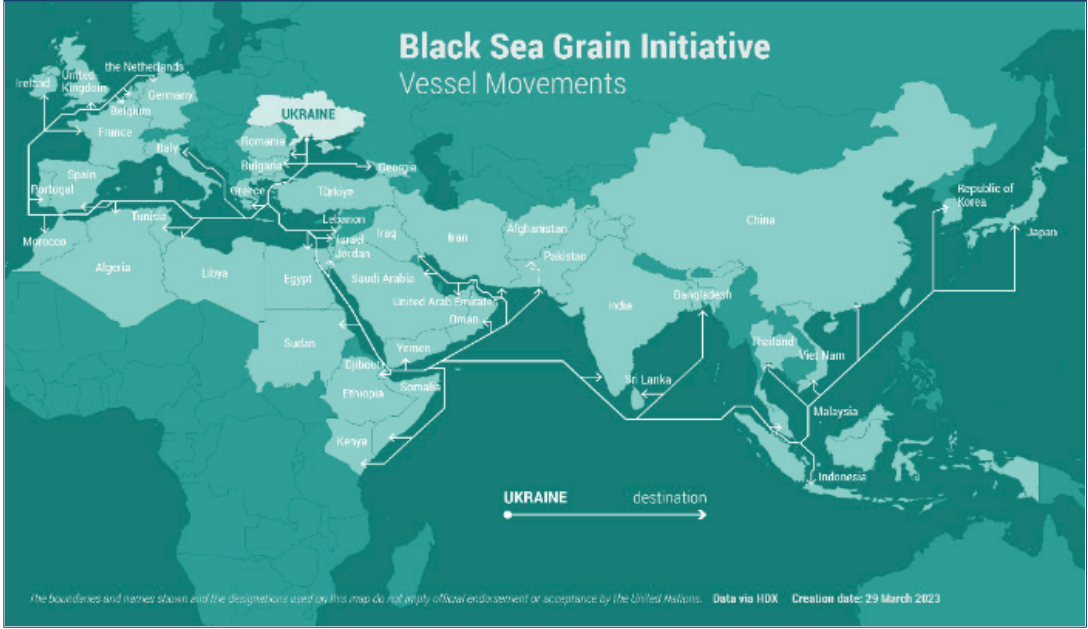 Black Sea Grain Initiative
Vessel Movements
the Netherlands
Ireland
United
Kingdom
Germany
Belgium
France
UKRAINE
Italy
Romania
Bulgaria
Georgia
Spain
Portugal
Greece
Türkiye
Tunisia
Morocco
Algeria
Libya
Egypt
Lebanon
Israel
Jordan
Iraq
Iran
Afghanistan
Pakistan
Saudi Arabia
United Arab Emirates
Oman
Yemen
Sudan
Djibouti
Ethiopia
Somalia
Kenya
India
Bangladesh
China
Republic of
Korea
Japan
Thailand
Viet Nam
Sri Lanka
Malaysia
Indonesia
UKRAINE destination
The boundaries and names shown and the designations used on this map do not imply official endorsement or acceptance by the United Nations. Data via HDX Creation date: 29 March 2023